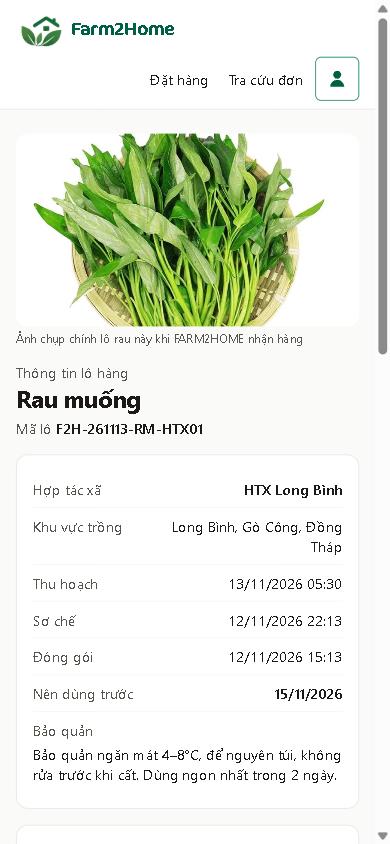 Farm2Home
Đặt hàng Tra cứu đơn
Ảnh chụp chính lô rau này khi FARM2HOME nhận hàng
Thông tin lô hàng
Rau muống
Mã lô F2H-261113-RM-HTX01
Hợp tác xã HTX Long Bình
Khu vực trồng Long Bình, Gò Công, Đồng
Tháp
Thu hoạch 13/11/2026 05:30
Sơ chế 12/11/2026 22:13
Đóng gói 12/11/2026 15:13
Nên dùng trước 15/11/2026
Bảo quản
Bảo quản ngăn mát 4–8°C, để nguyên túi, không
rửa trước khi cất. Dùng ngon nhất trong 2 ngày.